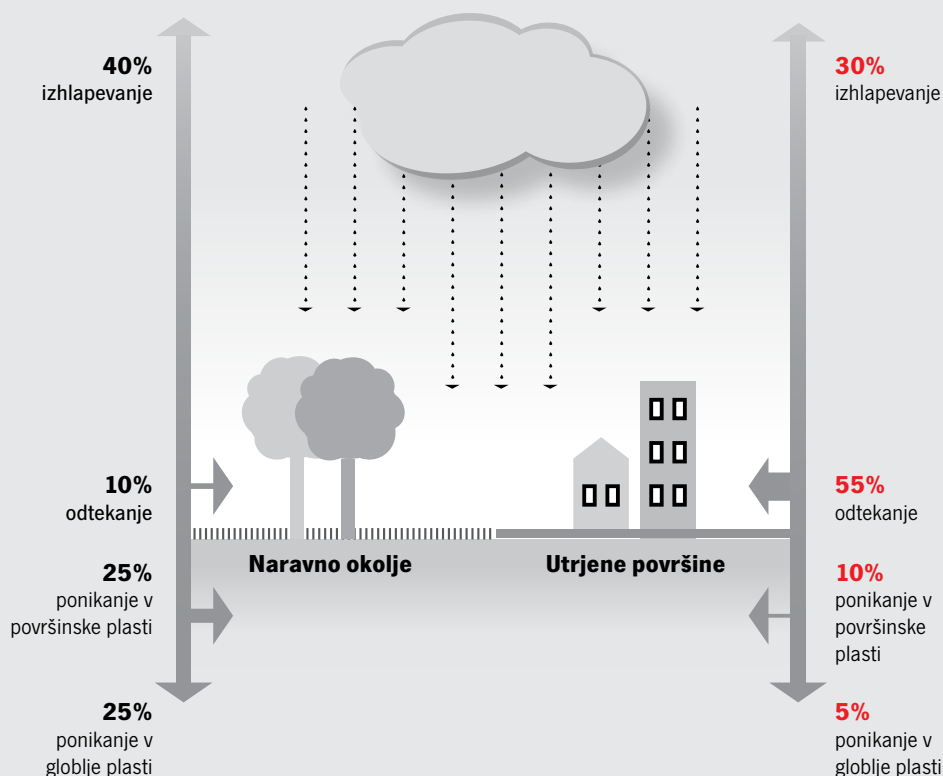 40%
izhlapevanje
10%
odtekanje
25%
ponikanje v
površinske plasti
25%
ponikanje v
globlje plasti
Naravno okolje
Utrjene površine
30%
izhlapevanje
55%
odtekanje
10%
ponikanje v
površinske
plasti
5%
ponikanje v
globlje plasti